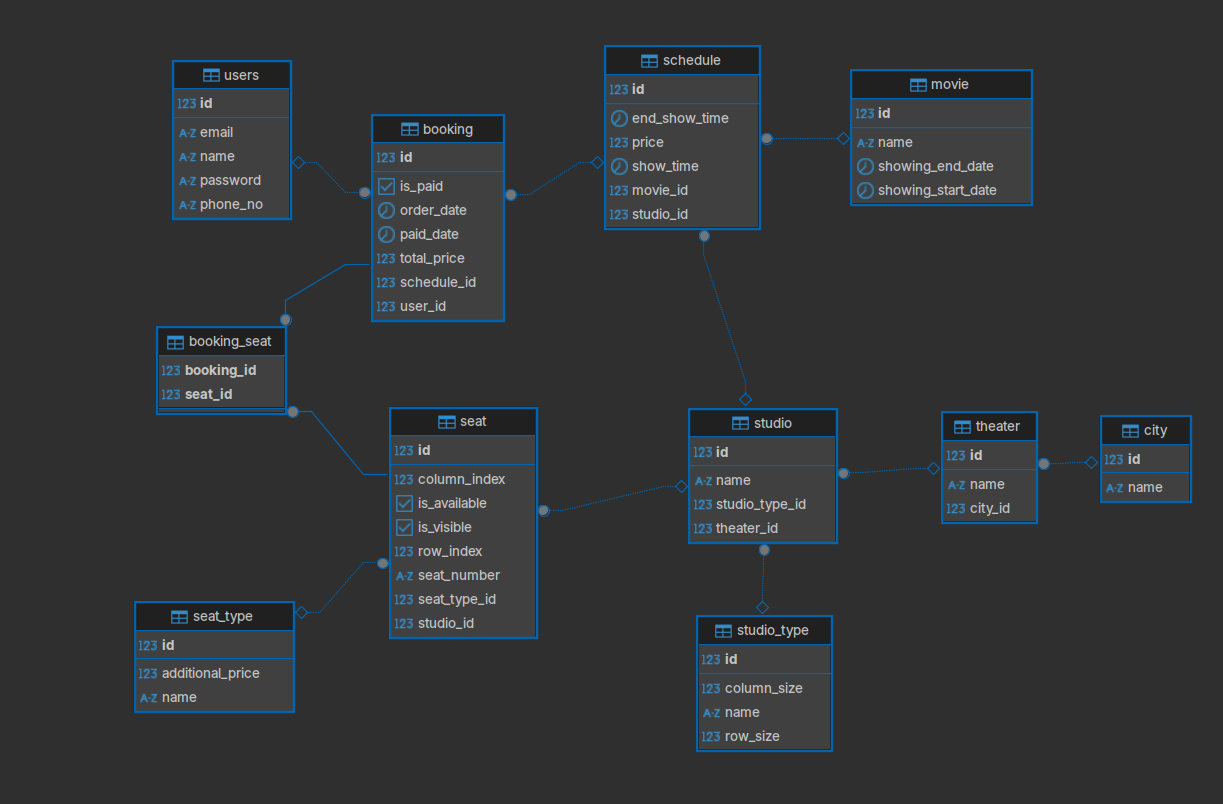 users
123 id
A-Z email
A-Z name
A-Z password
A-Z phone_no
booking
123 id
is_paid
order_date
paid_date
123 total_price
123 schedule_id
123 user_id
schedule
123 id
end_show_time
123 price
show_time
123 movie_id
123 studio_id
movie
123 id
A-Z name
showing_end_date
showing_start_date
booking_seat
123 booking_id
123 seat_id
seat
123 id
123 column_index
is_available
is_visible
123 row_index
A-Z seat_number
123 seat_type_id
123 studio_id
studio
123 id
A-Z name
123 studio_type_id
123 theater_id
theater
123 id
A-Z name
123 city_id
city
123 id
A-Z name
seat_type
123 id
123 additional_price
A-Z name
studio_type
123 id
123 column_size
A-Z name
123 row_size